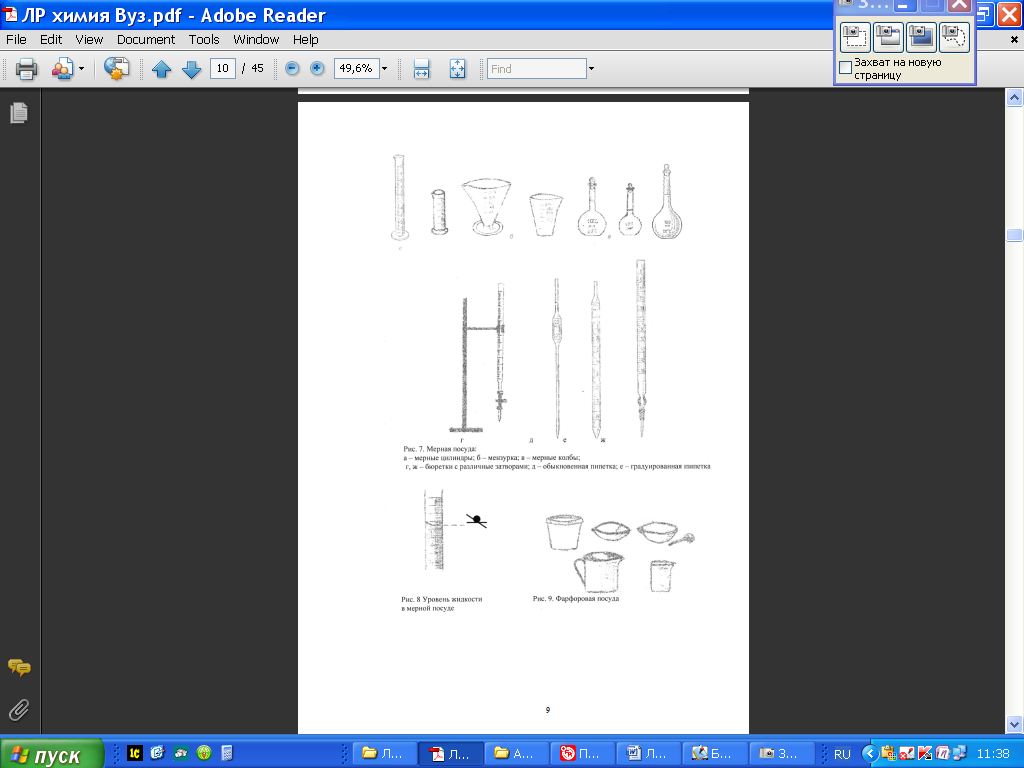 ЛР химия Вуз.pdf - Adobe Reader
З...
File Edit View Document Tools Window Help
10 / 45
49,6%
Find
Захват на новую
страницу
г д е ж
Рис. 7. Мерная посуда:
а – мерные цилиндры; б – мензурка; в – мерные колбы;
г, ж – бюретки с различные затворами; д – обыкновенная пипетка; е – градуированная пипетка
Рис. 8 Уровень жидкости
в мерной посуде
Рис. 9. Фарфоровая посуда
9
пуск
1С
Л...
Л...
А...
П...
Л...
Б...
З...
RU
11:38